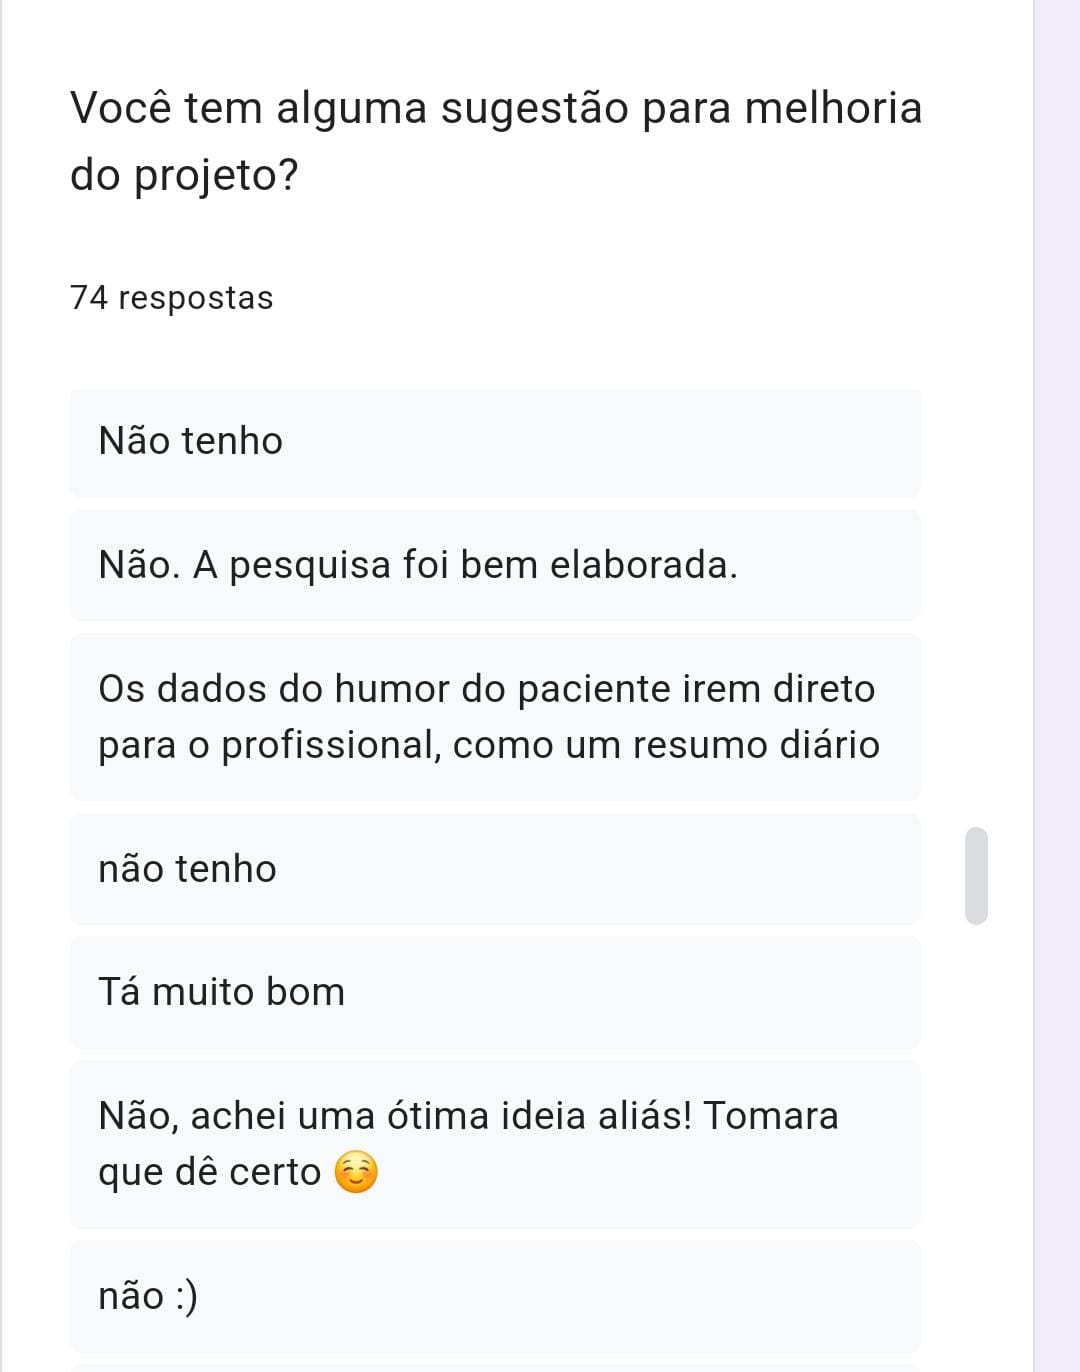 Você tem alguma sugestão para melhoria
do projeto?
74 respostas
Não tenho
Não. A pesquisa foi bem elaborada.
Os dados do humor do paciente irem direto
para o profissional, como um resumo diário
não tenho
Tá muito bom
Não, achei uma ótima ideia aliás! Tomara
que dê certo ☺️
não :)